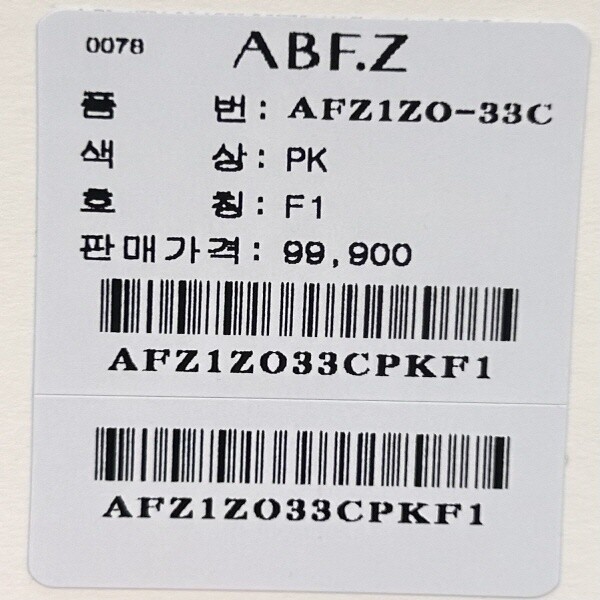 0078 ABF.Z
품 번 : AFZ1ZO-33C
색 상 : PK
호 칭 : F1
판매가격 : 99,900
AFZ1ZO33CPKF1
AFZ1ZO33CPKF1